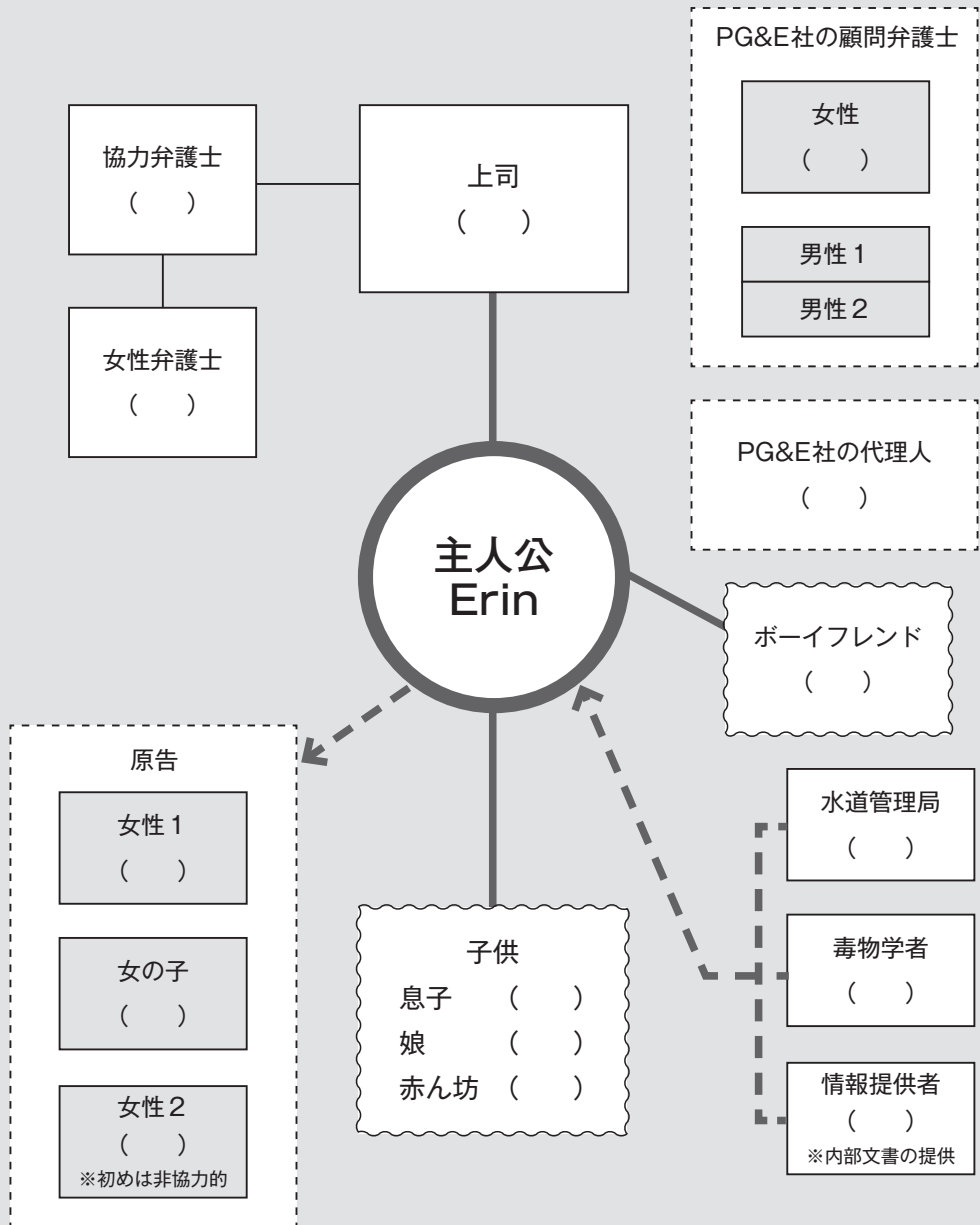 PG&E社の顧問弁護士
女性
(　　)
男性1
男性2
協力弁護士
(　　)
上司
(　　)
女性弁護士
(　　)
PG&E社の代理人
(　　)
主人公
Erin
ボーイフレンド
(　　)
原告
女性1
(　　)
女の子
(　　)
女性2
(　　)
※初めは非協力的
子供
息子　(　　)
娘　(　　)
赤ん坊　(　　)
水道管理局
(　　)
毒物学者
(　　)
情報提供者
(　　)
※内部文書の提供